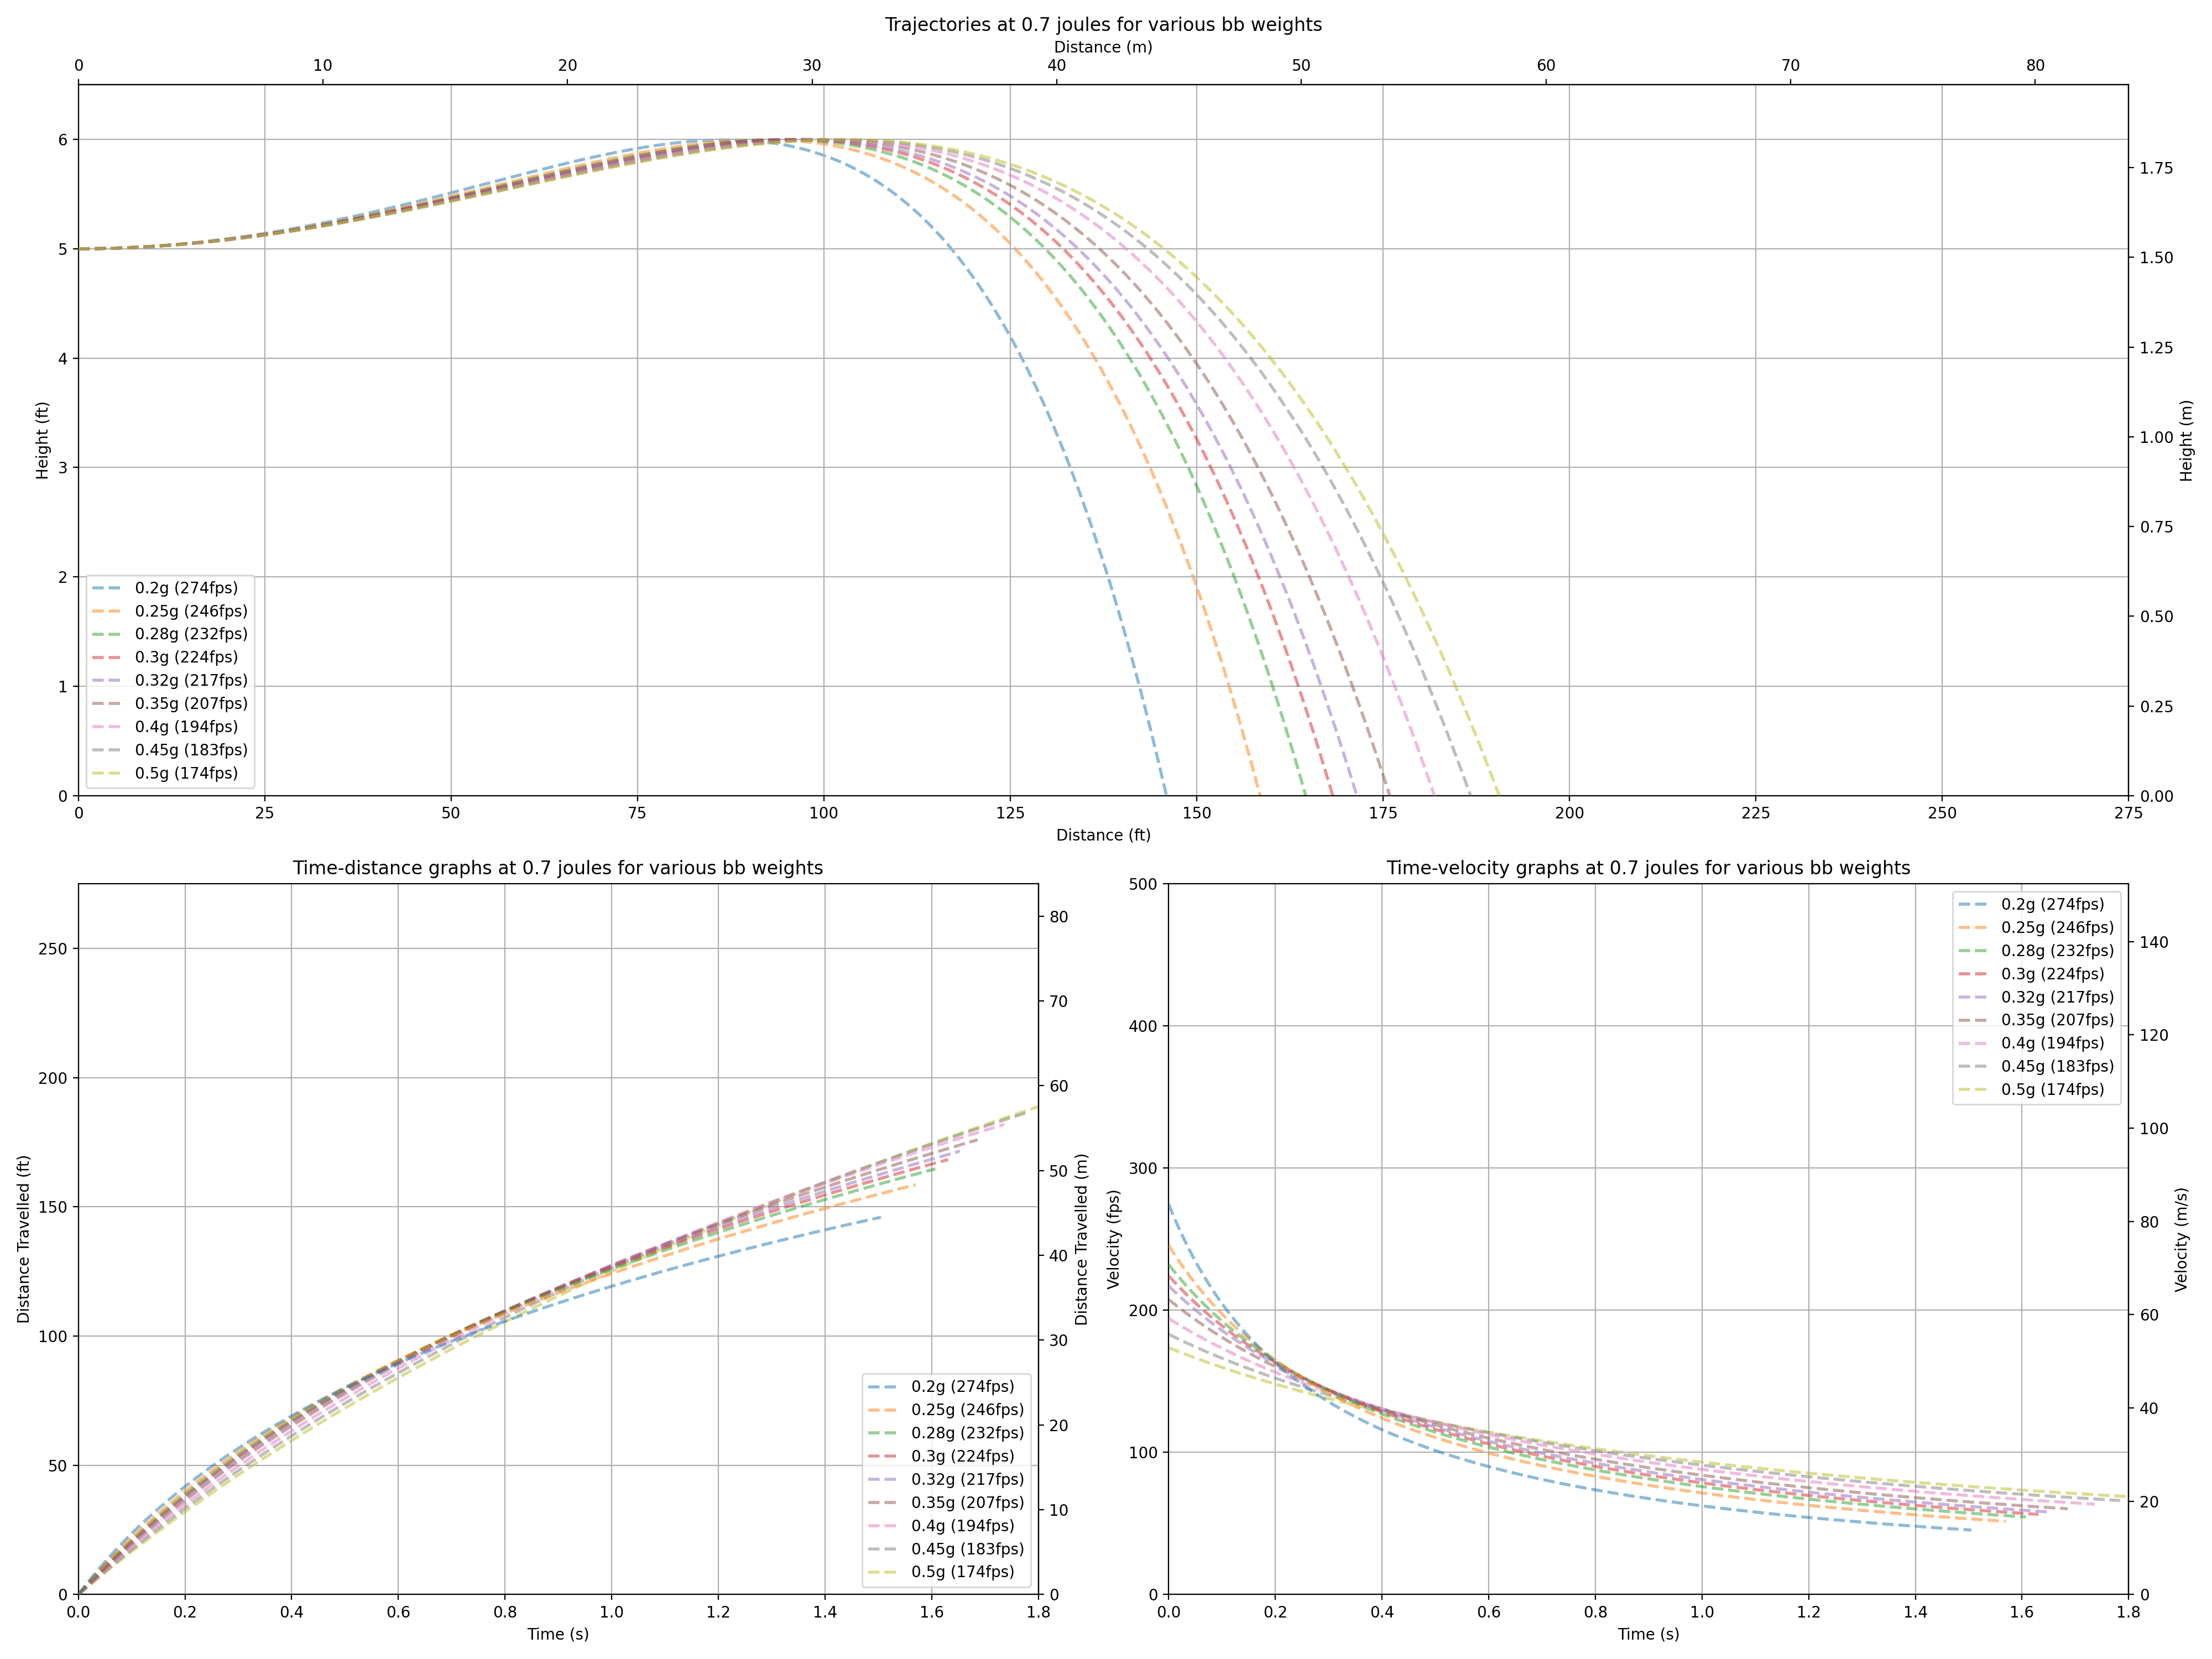 Trajectories at 0.7 joules for various bb weights
Distance (m)
0 10 20 30 40 50 60 70 80
6
5
4
3
2
1
0
Height (ft)
1.75
1.50
1.25
1.00
0.75
0.50
0.25
0.00
Height (m)
0.2g (274fps)
0.25g (246fps)
0.28g (232fps)
0.3g (224fps)
0.32g (217fps)
0.35g (207fps)
0.4g (194fps)
0.45g (183fps)
0.5g (174fps)
0 25 50 75 100 125 150 175 200 225 250 275
Distance (ft)
Time-distance graphs at 0.7 joules for various bb weights
250
200
150
100
50
0
Distance Travelled (ft)
80
70
60
50
40
30
20
10
0
Distance Travelled (m)
0.2g (274fps)
0.25g (246fps)
0.28g (232fps)
0.3g (224fps)
0.32g (217fps)
0.35g (207fps)
0.4g (194fps)
0.45g (183fps)
0.5g (174fps)
0.0 0.2 0.4 0.6 0.8 1.0 1.2 1.4 1.6 1.8
Time (s)
Time-velocity graphs at 0.7 joules for various bb weights
500
400
300
200
100
0
Velocity (fps)
140
120
100
80
60
40
20
0
Velocity (m/s)
0.2g (274fps)
0.25g (246fps)
0.28g (232fps)
0.3g (224fps)
0.32g (217fps)
0.35g (207fps)
0.4g (194fps)
0.45g (183fps)
0.5g (174fps)
0.0 0.2 0.4 0.6 0.8 1.0 1.2 1.4 1.6 1.8
Time (s)